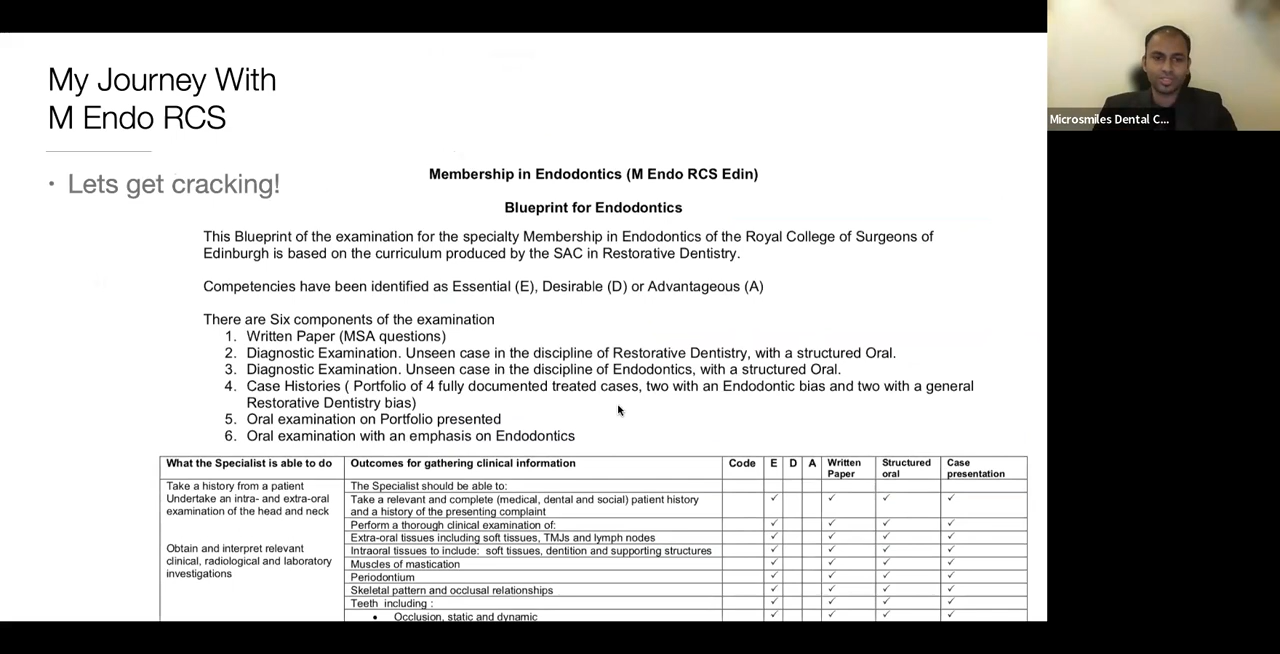 My Journey With
M Endo RCS
• Lets get cracking!
Microsmiles Dental C...
Membership in Endodontics (M Endo RCS Edin)
Blueprint for Endodontics
This Blueprint of the examination for the specialty Membership in Endodontics of the Royal College of Surgeons of
Edinburgh is based on the curriculum produced by the SAC in Restorative Dentistry.
Competencies have been identified as Essential (E), Desirable (D) or Advantageous (A)
There are Six components of the examination
1. Written Paper (MSA questions)
2. Diagnostic Examination. Unseen case in the discipline of Restorative Dentistry, with a structured Oral.
3. Diagnostic Examination. Unseen case in the discipline of Endodontics, with a structured Oral.
4. Case Histories ( Portfolio of 4 fully documented treated cases, two with an Endodontic bias and two with a general
Restorative Dentistry bias)
5. Oral examination on Portfolio presented
6. Oral examination with an emphasis on Endodontics
What the Specialist is able to do Outcomes for gathering clinical information Code E D A Written Paper Structured oral Case presentation
Take a history from a patient The Specialist should be able to:
Undertake an intra- and extra-oral Take a relevant and complete (medical, dental and social) patient history ✓ ✓ ✓ ✓
examination of the head and neck and a history of the presenting complaint
Perform a thorough clinical examination of: ✓ ✓ ✓ ✓
Extra-oral tissues including soft tissues, TMJs and lymph nodes ✓ ✓ ✓ ✓
Obtain and interpret relevant Intraoral tissues to include: soft tissues, dentition and supporting structures ✓ ✓ ✓ ✓
clinical, radiological and laboratory Muscles of mastication ✓ ✓ ✓ ✓
investigations Periodontium ✓ ✓ ✓ ✓
Skeletal pattern and occlusal relationships ✓ ✓ ✓ ✓
Teeth including : ✓ ✓ ✓ ✓
• Occlusion, static and dynamic ✓ ✓ ✓ ✓